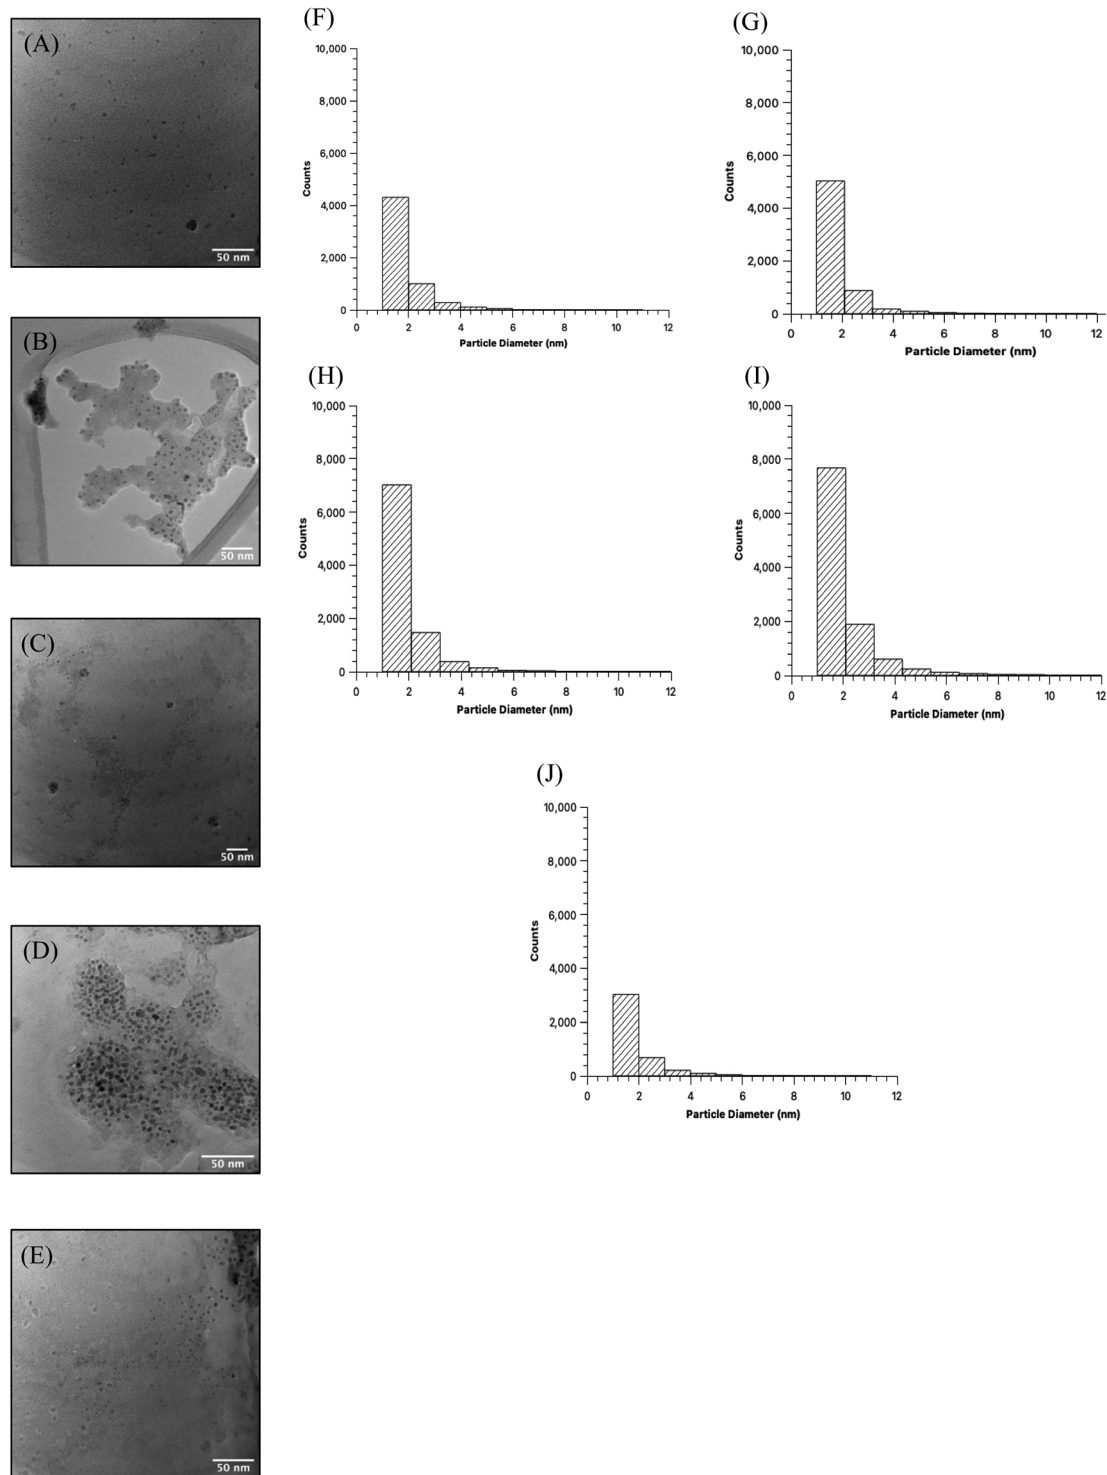 (A)
50 nm
(B)
50 nm
(C)
50 nm
(D)
50 nm
(E)
50 nm
(F)
10,000
8,000
6,000
4,000
2,000
0
Counts
0 2 4 6 8 10 12
Particle Diameter (nm)
(G)
10,000
8,000
6,000
4,000
2,000
0
Counts
0 2 4 6 8 10 12
Particle Diameter (nm)
(H)
10,000
8,000
6,000
4,000
2,000
0
Counts
0 2 4 6 8 10 12
Particle Diameter (nm)
(I)
10,000
8,000
6,000
4,000
2,000
0
Counts
0 2 4 6 8 10 12
Particle Diameter (nm)
(J)
10,000
8,000
6,000
4,000
2,000
0
Counts
0 2 4 6 8 10 12
Particle Diameter (nm)